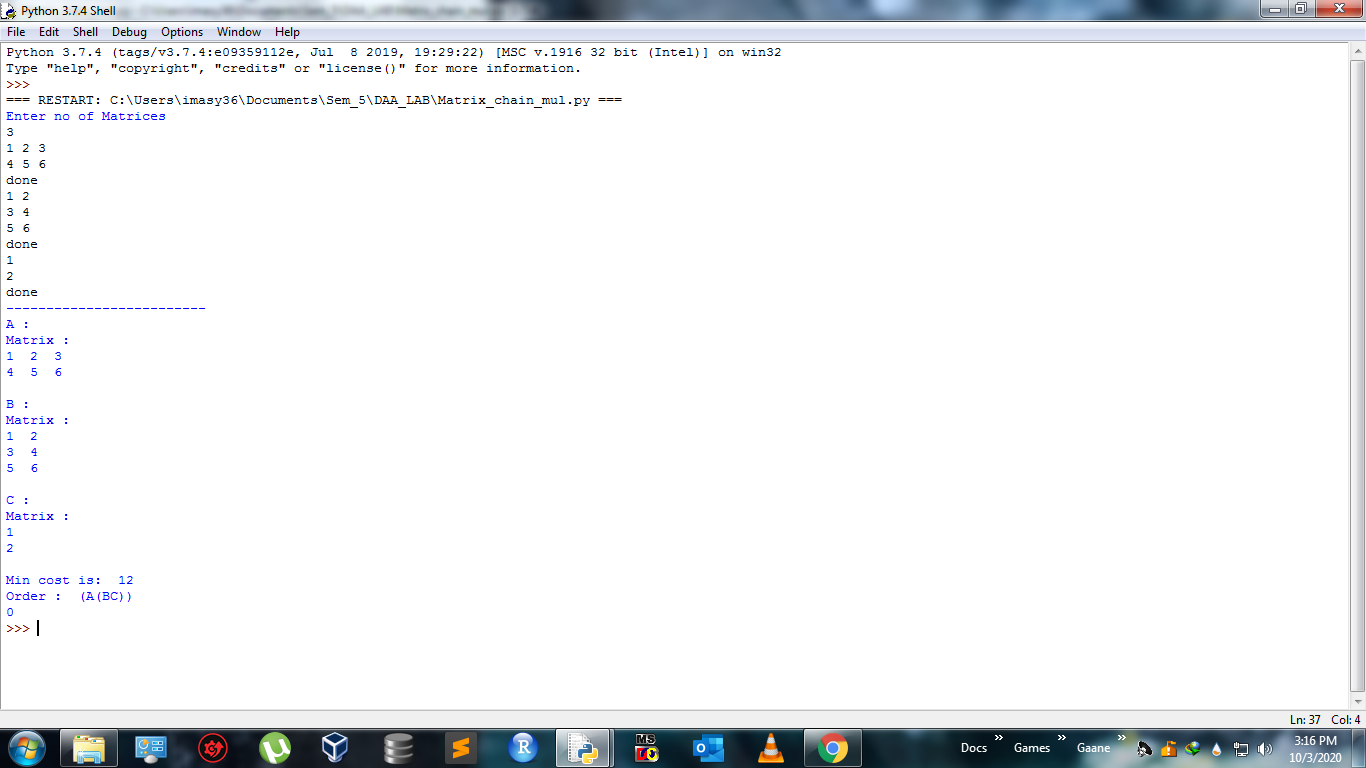 Python 3.7.4 Shell
File Edit Shell Debug Options Window Help
Python 3.7.4 (tags/v3.7.4:e09359112e, Jul  8 2019, 19:29:22) [MSC v.1916 32 bit (Intel)] on win32
Type "help", "copyright", "credits" or "license()" for more information.
>>>
=== RESTART: C:\Users\imasy36\Documents\Sem_5\DAA_LAB\Matrix_chain_mul.py ===
Enter no of Matrices
3
1 2 3
4 5 6
done
1 2
3 4
5 6
done
1
2
done
-------------------------
A :
Matrix :
1  2  3
4  5  6
B :
Matrix :
1  2
3  4
5  6
C :
Matrix :
1
2
Min cost is:  12
Order :  (A(BC))
0
>>>
Ln: 37 Col: 4
R MS Docs » Games » Gaane » 3:16 PM
10/3/2020